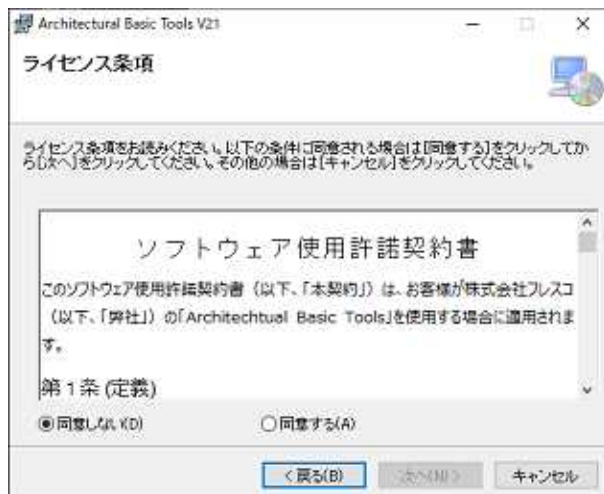 Architectural Basic Tools V21
ライセンス条項
ライセンス条項をお読みください。以下の条件に同意される場合は[同意する]をクリックしてか
ら[次へ]をクリックしてください。その他の場合は[キャンセル]をクリックしてください。
ソフトウェア使用許諾契約書
このソフトウェア使用許諾契約書（以下、「本契約」）は、お客様が株式会社フレスコ
（以下、「弊社」）の「Architechtual Basic Tools」を使用する場合に適用されま
す。
第1条 (定義)
同意しない(D) 同意する(A)
< 戻る(B) 次へ(N) > キャンセル